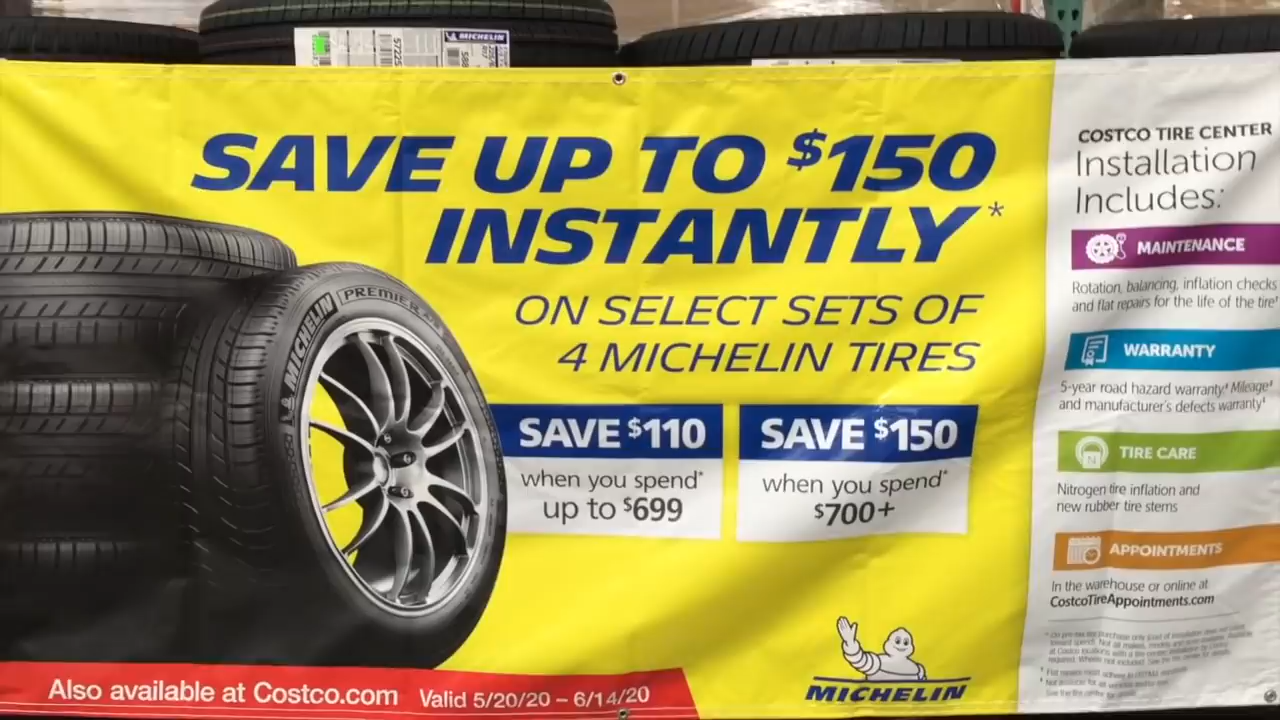 MICHELIN
SAVE UP TO $150
INSTANTLY*
ON SELECT SETS OF
4 MICHELIN TIRES
MICHELIN PREMIER
SAVE $110
when you spend*
up to $699
SAVE $150
when you spend*
$700+
MICHELIN
Also available at Costco.com Valid 5/20/20 – 6/14/20
COSTCO TIRE CENTER
Installation
Includes:
MAINTENANCE
Rotation, balancing, inflation checks
and flat repairs for the life of the tire
WARRANTY
5-year road hazard warranty.‡ Mileage‡
and manufacturer's defects warranty‡
TIRE CARE
N
Nitrogen tire inflation and
new rubber tire stems
APPOINTMENTS
In the warehouse or online at
CostcoTireAppointments.com